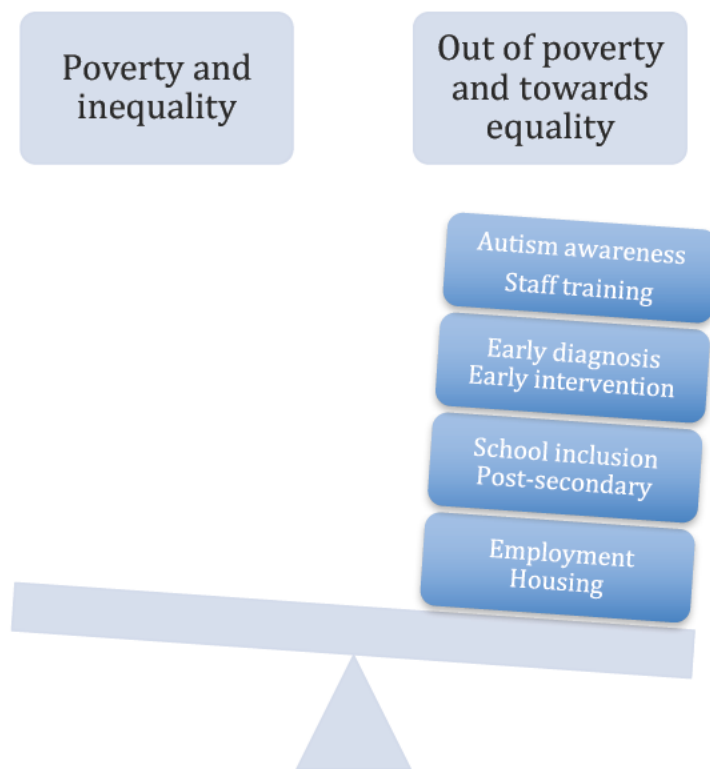 Poverty and
inequality
Out of poverty
and towards
equality
Autism awareness
Staff training
Early diagnosis
Early intervention
School inclusion
Post-secondary
Employment
Housing